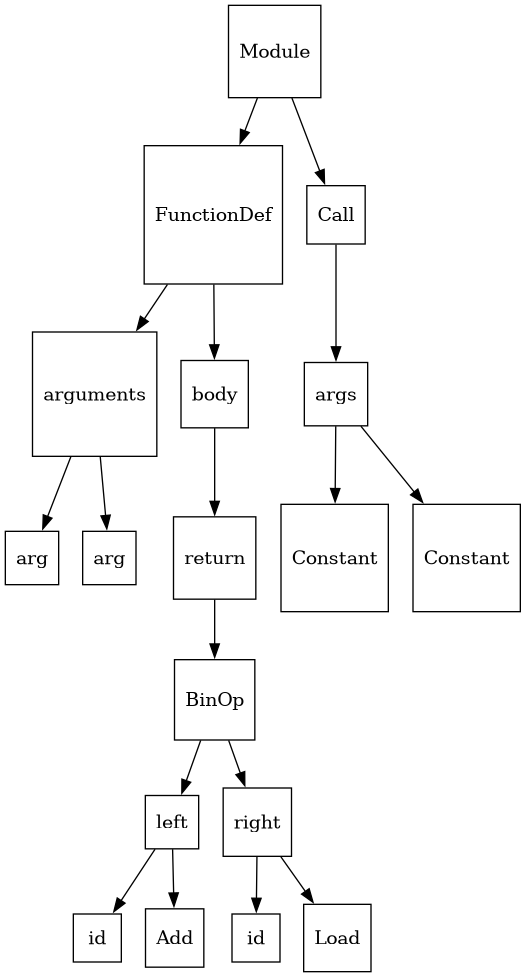 Module
FunctionDef
Call
arguments
body
args
arg
arg
return
Constant
Constant
BinOp
left
right
id
Add
id
Load